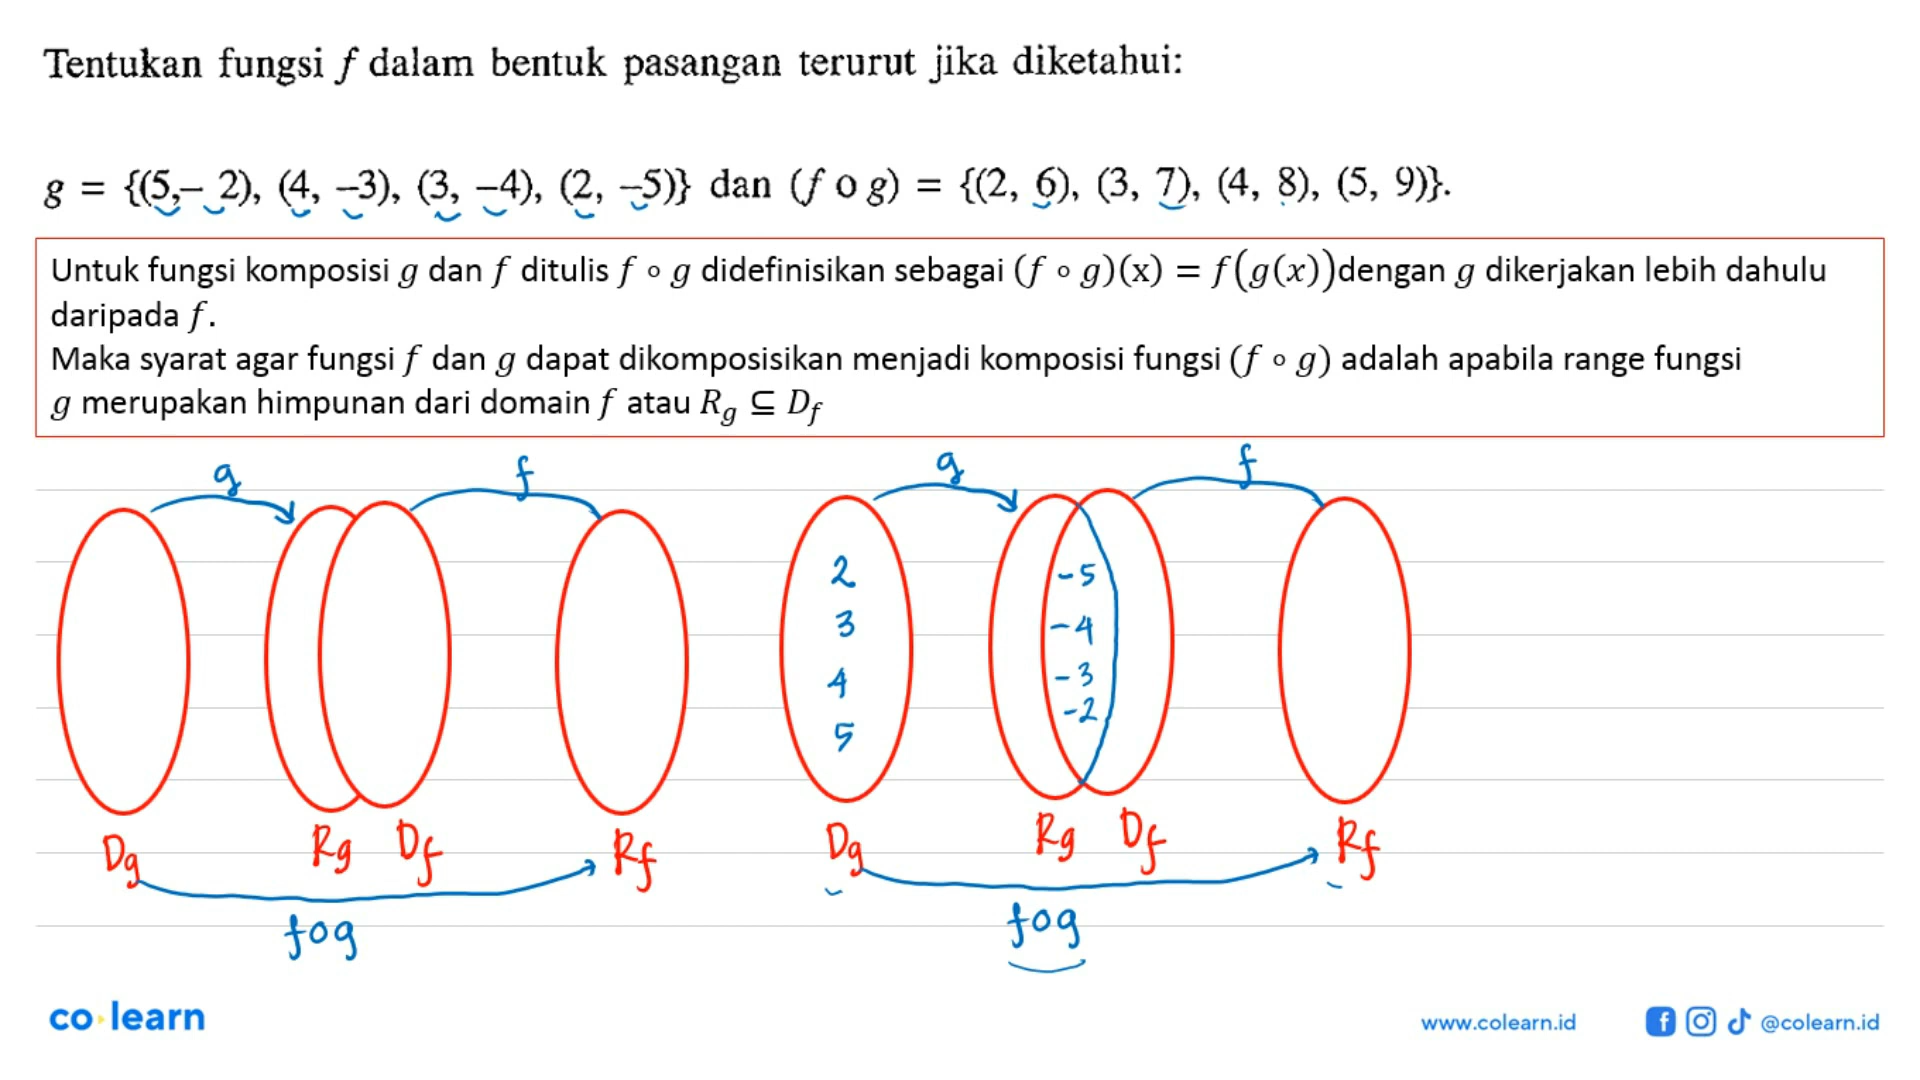 Tentukan fungsi f dalam bentuk pasangan terurut jika diketahui:
g = {(5,– 2), (4, –3), (3, –4), (2, –5)} dan (f o g) = {(2, 6), (3, 7), (4, 8), (5, 9)}.
Untuk fungsi komposisi g dan f ditulis f ∘ g didefinisikan sebagai (f ∘ g)(x) = f(g(x))dengan g dikerjakan lebih dahulu
daripada f.
Maka syarat agar fungsi f dan g dapat dikomposisikan menjadi komposisi fungsi (f ∘ g) adalah apabila range fungsi
g merupakan himpunan dari domain f atau R_g ⊆ D_f
g f g f
2 -5
3 -4
4 -3
5 -2
Dg Rg Df Rf Dg Rg Df Rf
fog fog
co learn
www.colearn.id @colearn.id